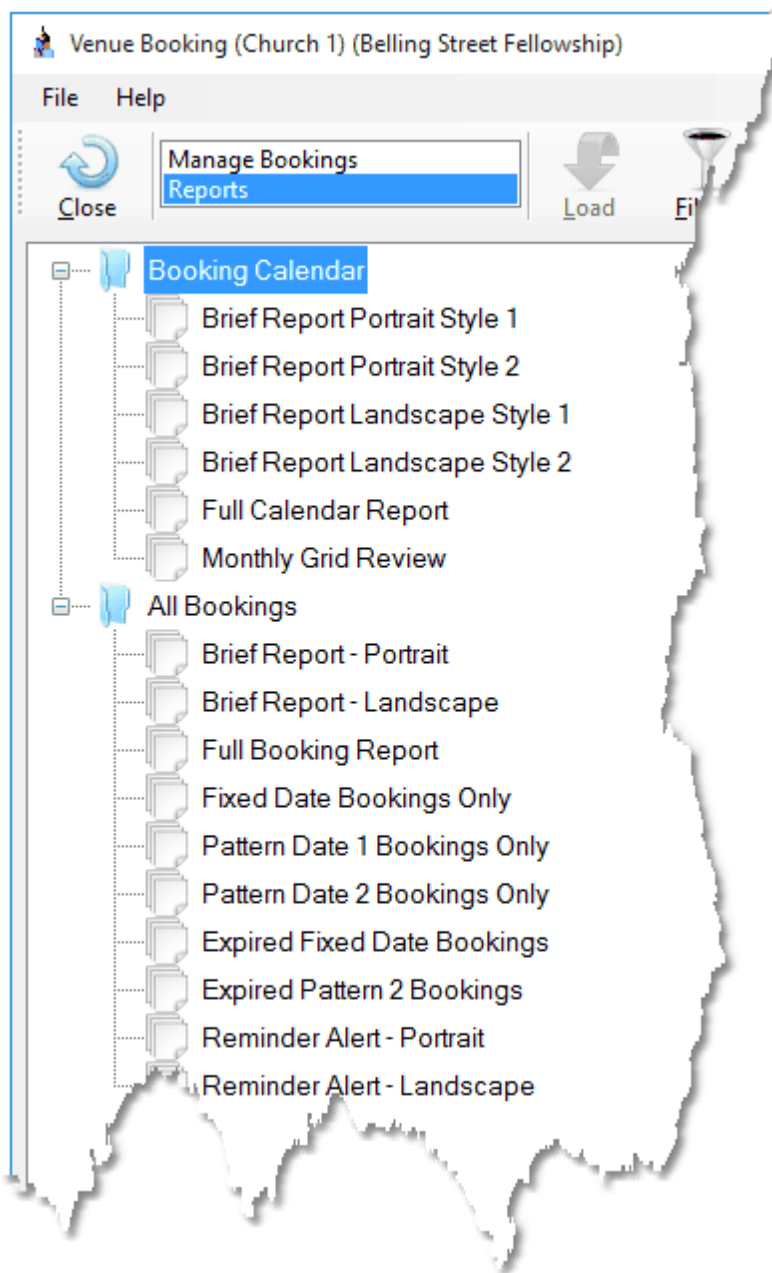 Venue Booking (Church 1) (Belling Street Fellowship)
File Help
Manage Bookings
Reports
Close Load
Booking Calendar
Brief Report Portrait Style 1
Brief Report Portrait Style 2
Brief Report Landscape Style 1
Brief Report Landscape Style 2
Full Calendar Report
Monthly Grid Review
All Bookings
Brief Report - Portrait
Brief Report - Landscape
Full Booking Report
Fixed Date Bookings Only
Pattern Date 1 Bookings Only
Pattern Date 2 Bookings Only
Expired Fixed Date Bookings
Expired Pattern 2 Bookings
Reminder Alert - Portrait
Reminder Alert - Landscape